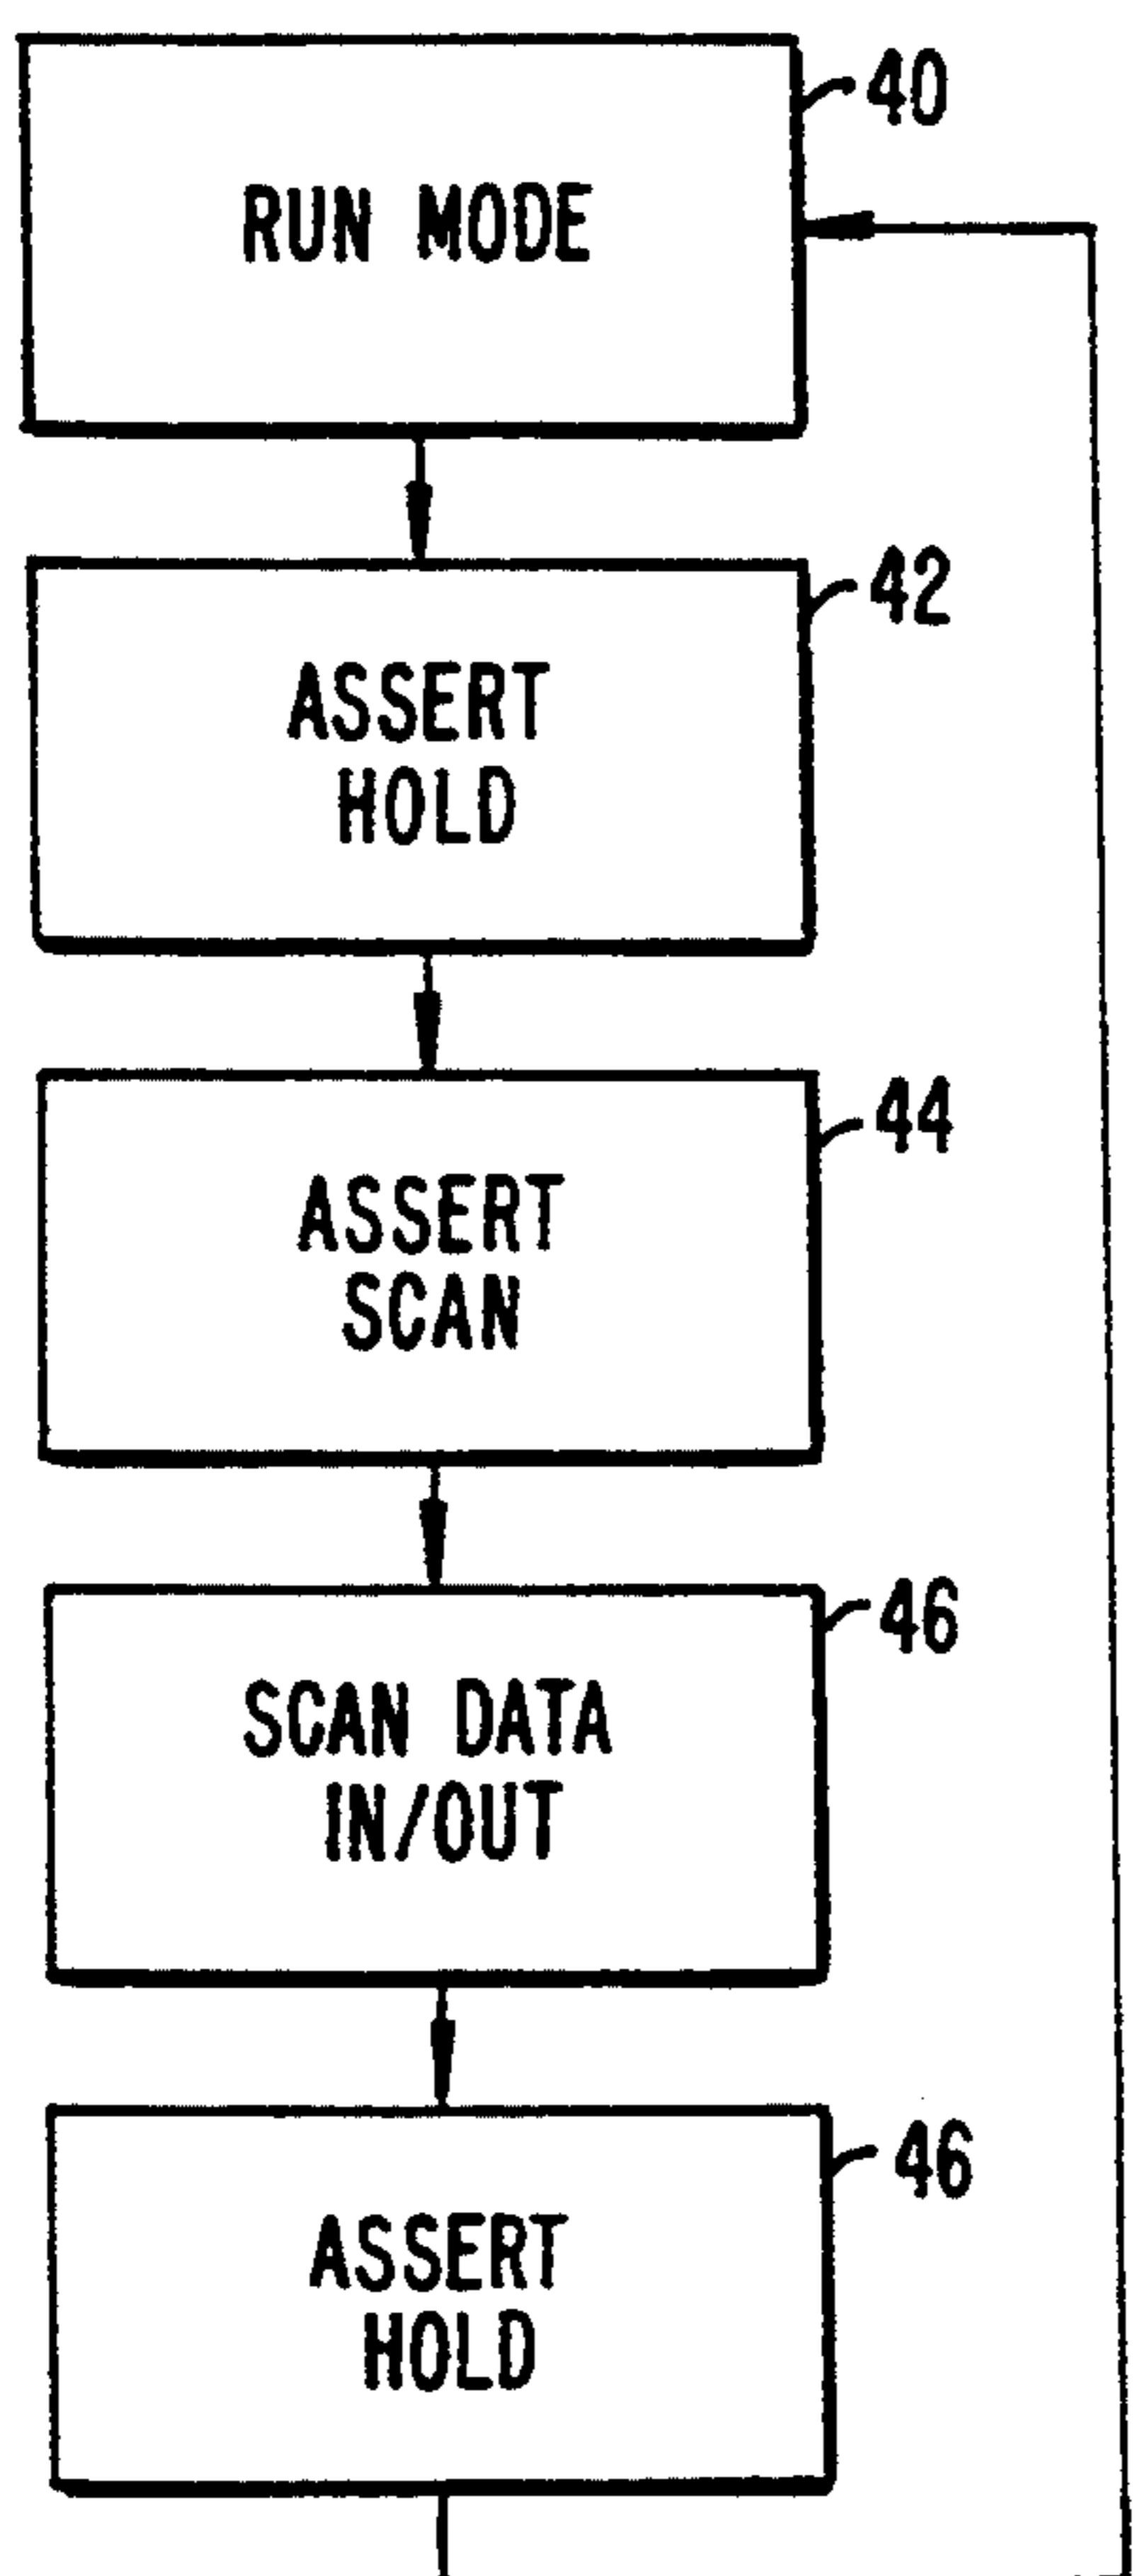 40
RUN MODE
42
ASSERT
HOLD
44
ASSERT
SCAN
46
SCAN DATA
IN/OUT
46
ASSERT
HOLD